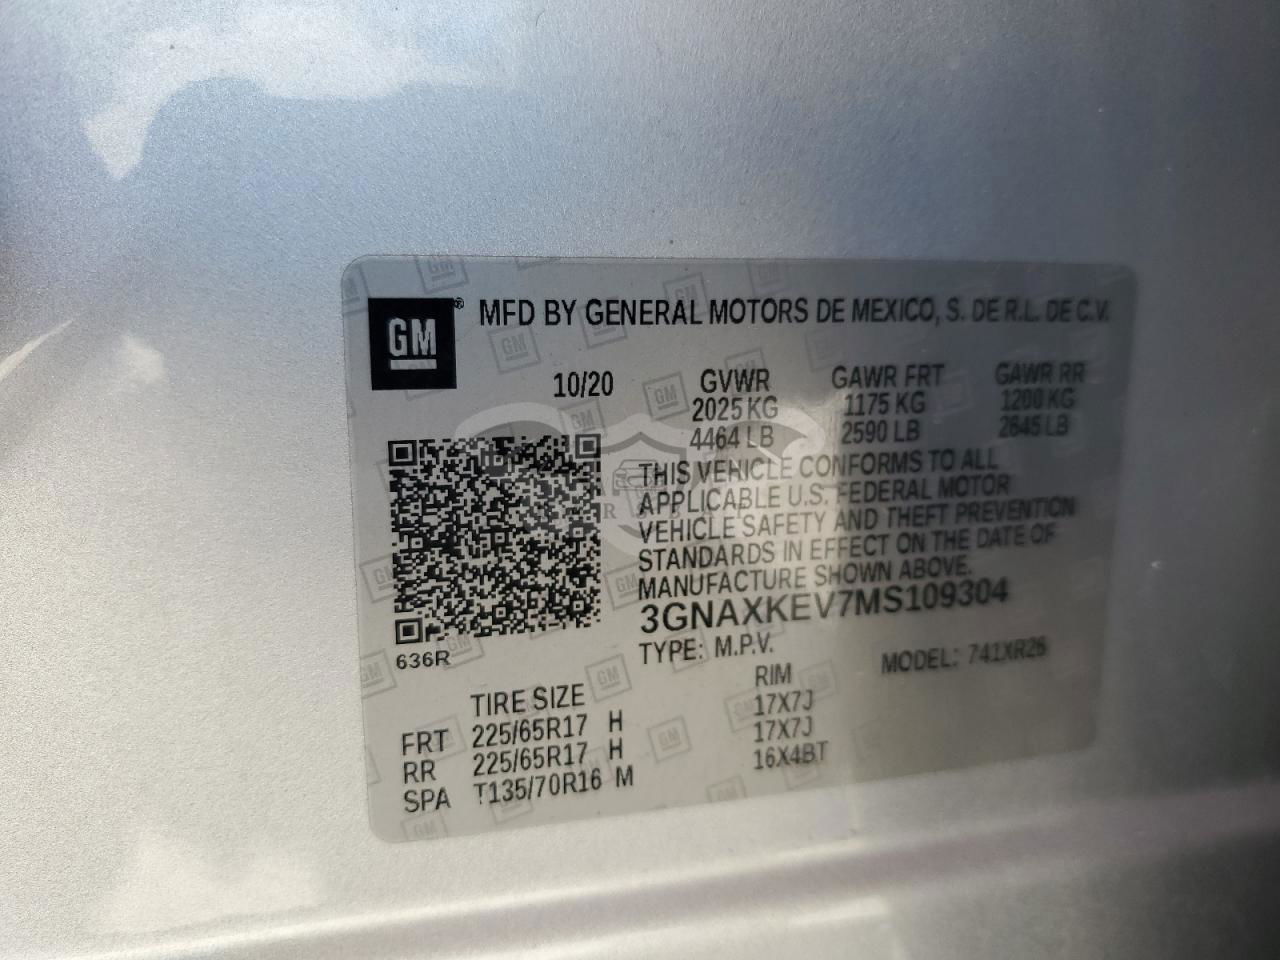 GM ® MFD BY GENERAL MOTORS DE MEXICO, S. DE R.L. DE C.V.
10/20 GVWR GAWR FRT GAWR RR
2025 KG 1175 KG 1200 KG
4464 LB 2590 LB 2645 LB
THIS VEHICLE CONFORMS TO ALL
APPLICABLE U.S. FEDERAL MOTOR
VEHICLE SAFETY AND THEFT PREVENTION
STANDARDS IN EFFECT ON THE DATE OF
MANUFACTURE SHOWN ABOVE.
3GNAXKEV7MS109304
636R
TYPE: M.P.V. MODEL: 741XR26
TIRE SIZE RIM
FRT 225/65R17 H 17X7J
RR 225/65R17 H 17X7J
SPA T135/70R16 M 16X4BT